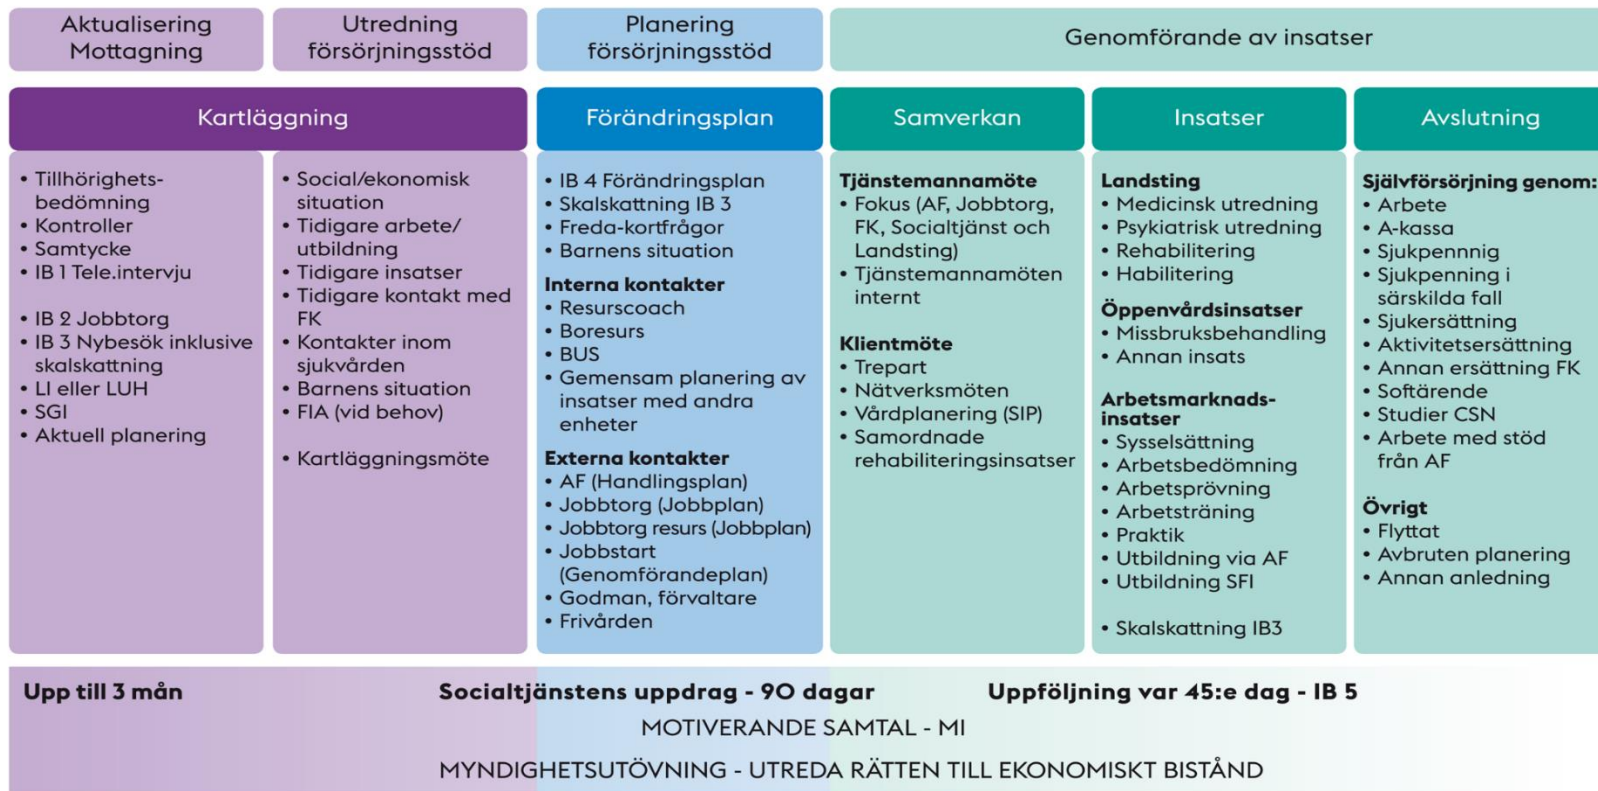 Aktualisering
Mottagning
Utredning
försörjningsstöd
Planering
försörjningsstöd
Genomförande av insatser
Kartläggning
Förändringsplan
Samverkan
Insatser
Avslutning
• Tillhörighets-
bedömning
• Kontroller
• Samtycke
• IB 1 Tele.intervju
• IB 2 Jobbtorg
• IB 3 Nybesök inklusive
skalskattning
• LI eller LUH
• SGI
• Aktuell planering
• Social/ekonomisk
situation
• Tidigare arbete/
utbildning
• Tidigare insatser
• Tidigare kontakt med
FK
• Kontakter inom
sjukvården
• Barnens situation
• FIA (vid behov)
• Kartläggningsmöte
• IB 4 Förändringsplan
• Skalskattning IB 3
• Freda-kortfrågor
• Barnens situation
Interna kontakter
• Resurscoach
• Boresurs
• BUS
• Gemensam planering av
insatser med andra
enheter
Externa kontakter
• AF (Handlingsplan)
• Jobbtorg (Jobbplan)
• Jobbtorg resurs (Jobbplan)
• Jobbstart
(Genomförandeplan)
• Godman, förvaltare
• Frivården
Tjänstemannamöte
• Fokus (AF, Jobbtorg,
FK, Socialtjänst och
Landsting)
• Tjänstemannamöten
internt
Klientmöte
• Trepart
• Nätverksmöten
• Vårdplanering (SIP)
• Samordnade
rehabiliteringsinsatser
Landsting
• Medicinsk utredning
• Psykiatrisk utredning
• Rehabilitering
• Habilitering
Öppenvårdsinsatser
• Missbruksbehandling
• Annan insats
Arbetsmarknads-
insatser
• Sysselsättning
• Arbetsbedömning
• Arbetsprövning
• Arbetsträning
• Praktik
• Utbildning via AF
• Utbildning SFI
• Skalskattning IB3
Självförsörjning genom:
• Arbete
• A-kassa
• Sjukpennnig
• Sjukpenning i
särskilda fall
• Sjukersättning
• Aktivitetsersättning
• Annan ersättning FK
• Softärende
• Studier CSN
• Arbete med stöd
från AF
Övrigt
• Flyttat
• Avbruten planering
• Annan anledning
Upp till 3 mån
Socialtjänstens uppdrag - 90 dagar
Uppföljning var 45:e dag - IB 5
MOTIVERANDE SAMTAL - MI
MYNDIGHETSUTÖVNING - UTREDA RÄTTEN TILL EKONOMISKT BISTÅND